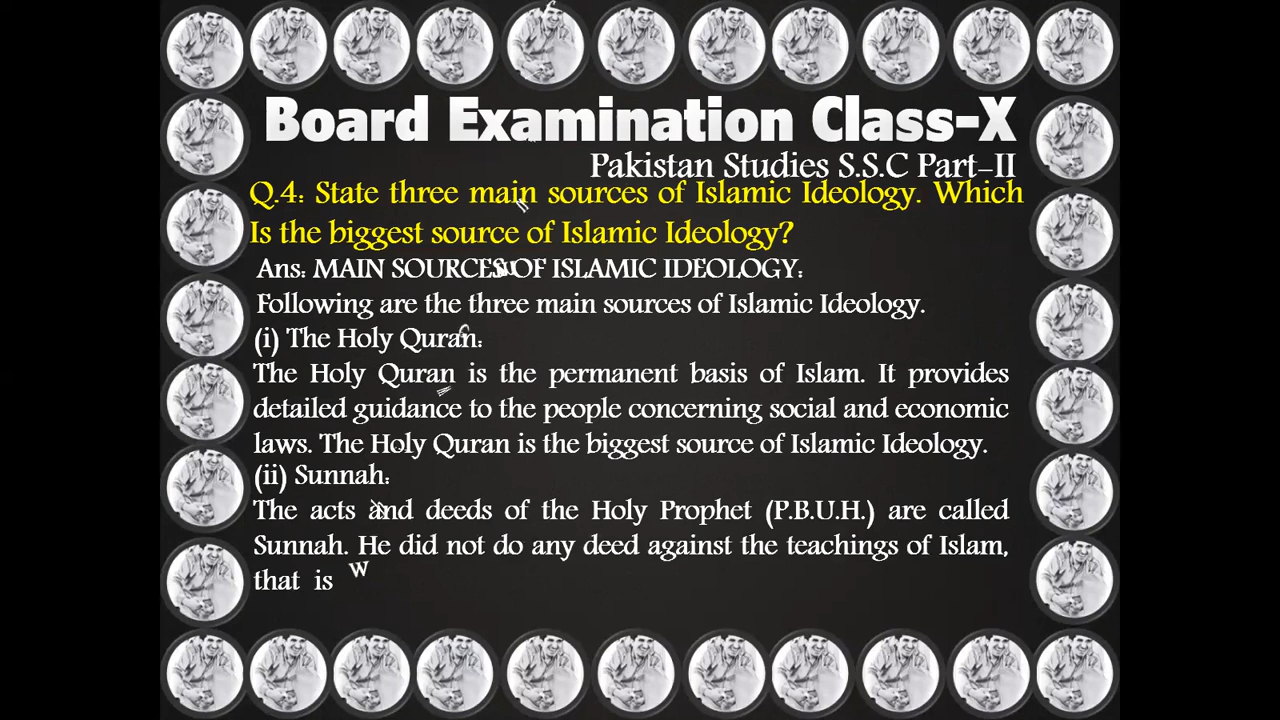 Board Examination Class-X
Pakistan Studies S.S.C Part-II
Q.4: State three main sources of Islamic Ideology. Which
Is the biggest source of Islamic Ideology?
Ans: MAIN SOURCES OF ISLAMIC IDEOLOGY:
Following are the three main sources of Islamic Ideology.
(i) The Holy Quran:
The Holy Quran is the permanent basis of Islam. It provides
detailed guidance to the people concerning social and economic
laws. The Holy Quran is the biggest source of Islamic Ideology.
(ii) Sunnah:
The acts and deeds of the Holy Prophet (P.B.U.H.) are called
Sunnah. He did not do any deed against the teachings of Islam,
that is w